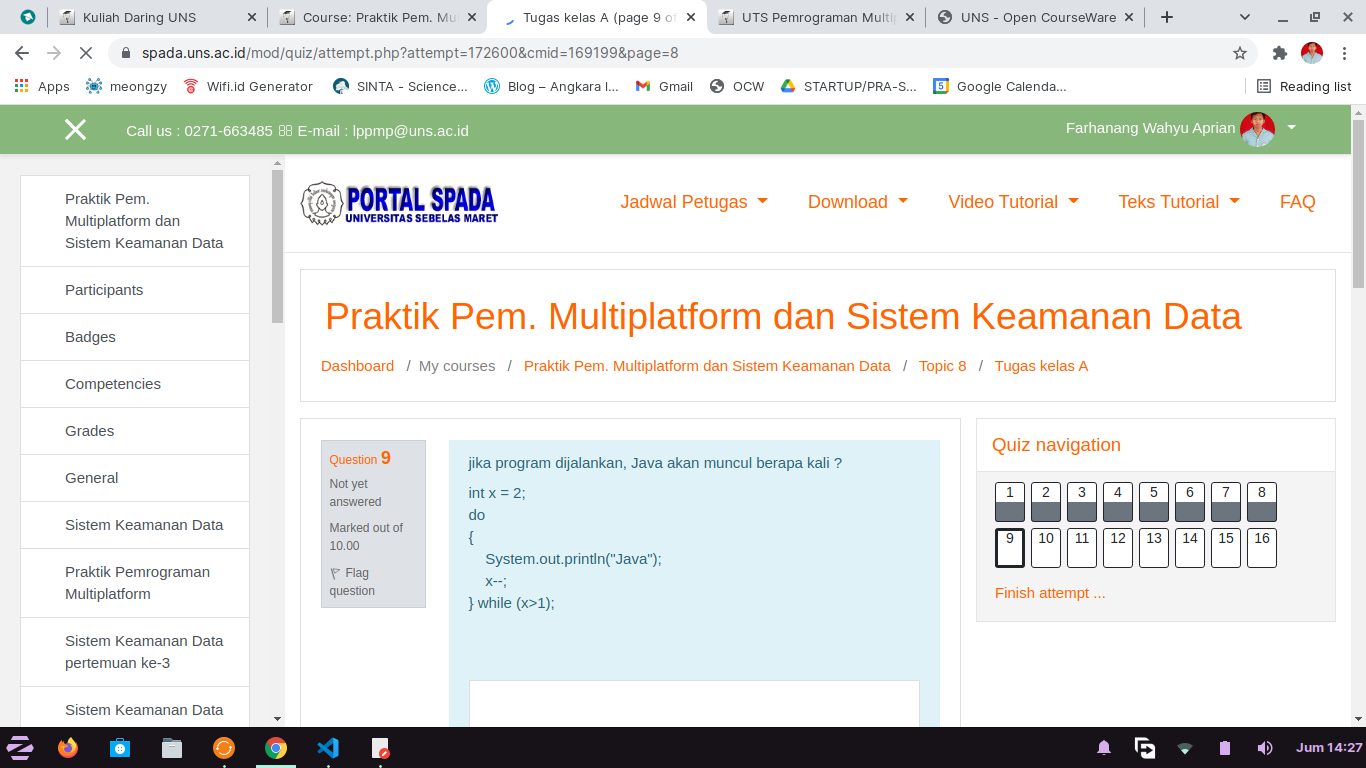 Kuliah Daring UNS
Course: Praktik Pem. Mul
Tugas kelas A (page 9 of
UTS Pemrograman Multip
UNS - Open CourseWare
spada.uns.ac.id/mod/quiz/attempt.php?attempt=172600&cmid=169199&page=8
Apps
meongzy
Wifi.id Generator
SINTA - Science...
Blog – Angkara I...
Gmail
OCW
STARTUP/PRA-S...
Google Calenda...
Reading list
Call us : 0271-663485
E-mail : lppmp@uns.ac.id
Farhanang Wahyu Aprian
Praktik Pem.
Multiplatform dan
Sistem Keamanan Data
Participants
Badges
Competencies
Grades
General
Sistem Keamanan Data
Praktik Pemrograman
Multiplatform
Sistem Keamanan Data
pertemuan ke-3
Sistem Keamanan Data
PORTAL SPADA
UNIVERSITAS SEBELAS MARET
Jadwal Petugas
Download
Video Tutorial
Teks Tutorial
FAQ
Praktik Pem. Multiplatform dan Sistem Keamanan Data
Dashboard / My courses / Praktik Pem. Multiplatform dan Sistem Keamanan Data / Topic 8 / Tugas kelas A
Question 9
Not yet
answered
Marked out of
10.00
Flag
question
jika program dijalankan, Java akan muncul berapa kali ?
int x = 2;
do
{
System.out.println("Java");
x--;
} while (x>1);
Quiz navigation
1 2 3 4 5 6 7 8
9 10 11 12 13 14 15 16
Finish attempt ...
Jum 14:27